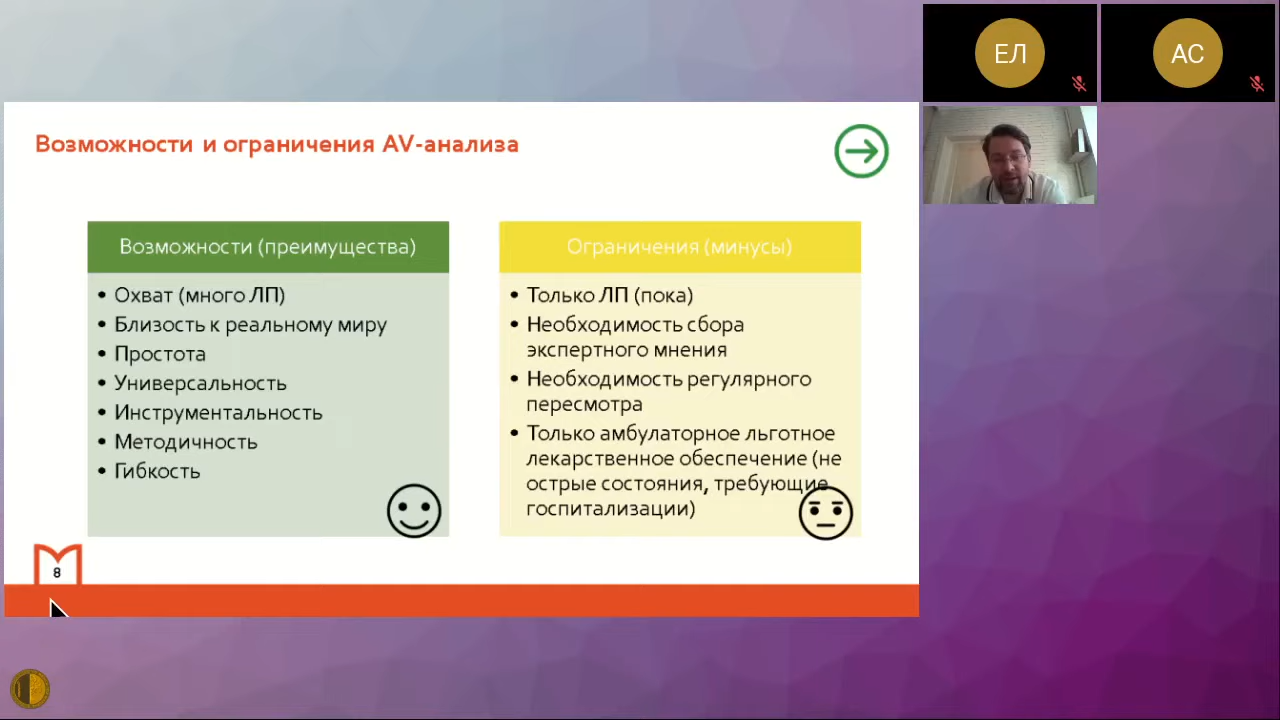 ЕЛ
АС
Возможности и ограничения AV-анализа
Возможности (преимущества)
• Охват (много ЛП)
• Близость к реальному миру
• Простота
• Универсальность
• Инструментальность
• Методичность
• Гибкость
Ограничения (минусы)
• Только ЛП (пока)
• Необходимость сбора
экспертного мнения
• Необходимость регулярного
пересмотра
• Только амбулаторное льготное
лекарственное обеспечение (не
острые состояния, требующие
госпитализации)
8